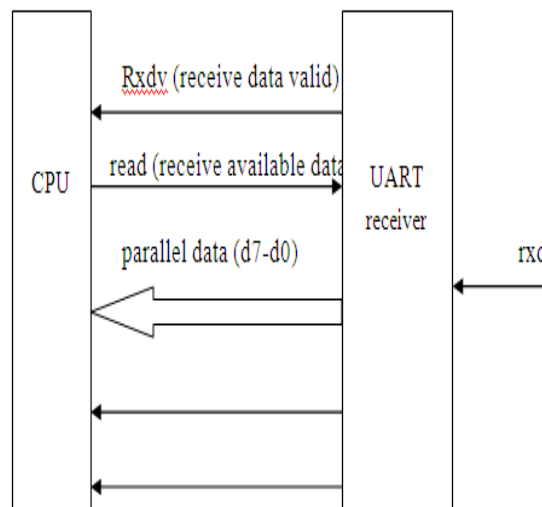 Rxdv (receive data valid)
read (receive available data
CPU
UART
receiver
parallel data (d7-d0)